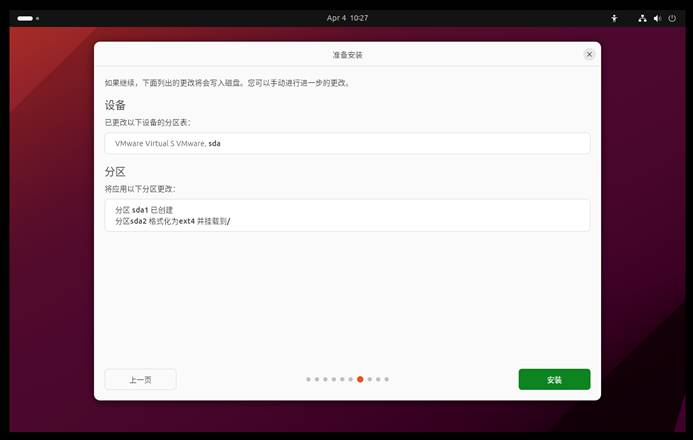 Apr 4 10:27
准备安装
如果继续，下面列出的更改将会写入磁盘。您可以手动进行进一步的更改。
设备
已更改以下设备的分区表：
VMware Virtual S VMware, sda
分区
将应用以下分区更改：
分区 sda1 已创建
分区sda2 格式化为ext4 并挂载到/
上一页
安装